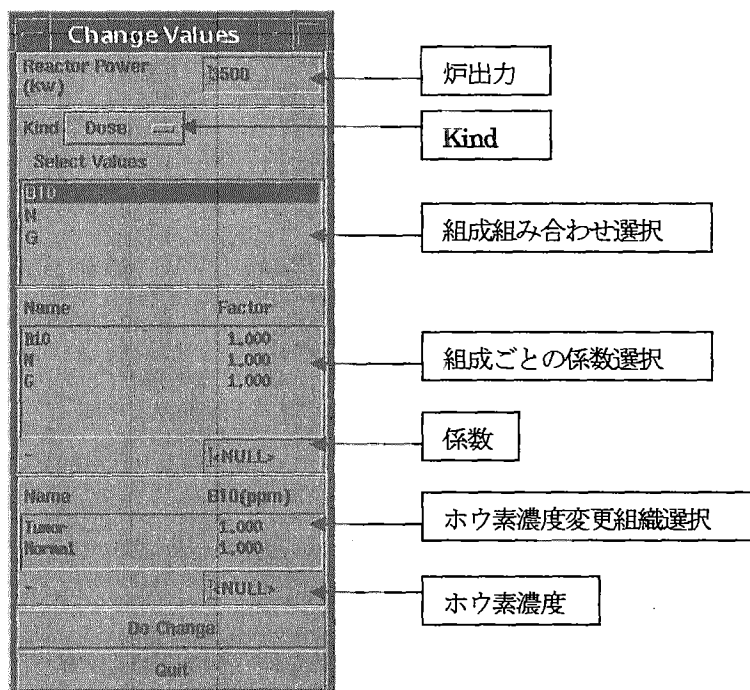 Change Values
Reactor Power (kw) 3500
炉出力
Kind Dose
Kind
Select Values
B10
N
G
組成組み合わせ選択
Name Factor
B10 1.000
N 1.000
G 1.000
組成ごとの係数選択
- <NULL>
係数
Name B10(ppm)
Tumor 1.000
Normal 1.000
ホウ素濃度変更組織選択
- <NULL>
ホウ素濃度
Do Change
Quit